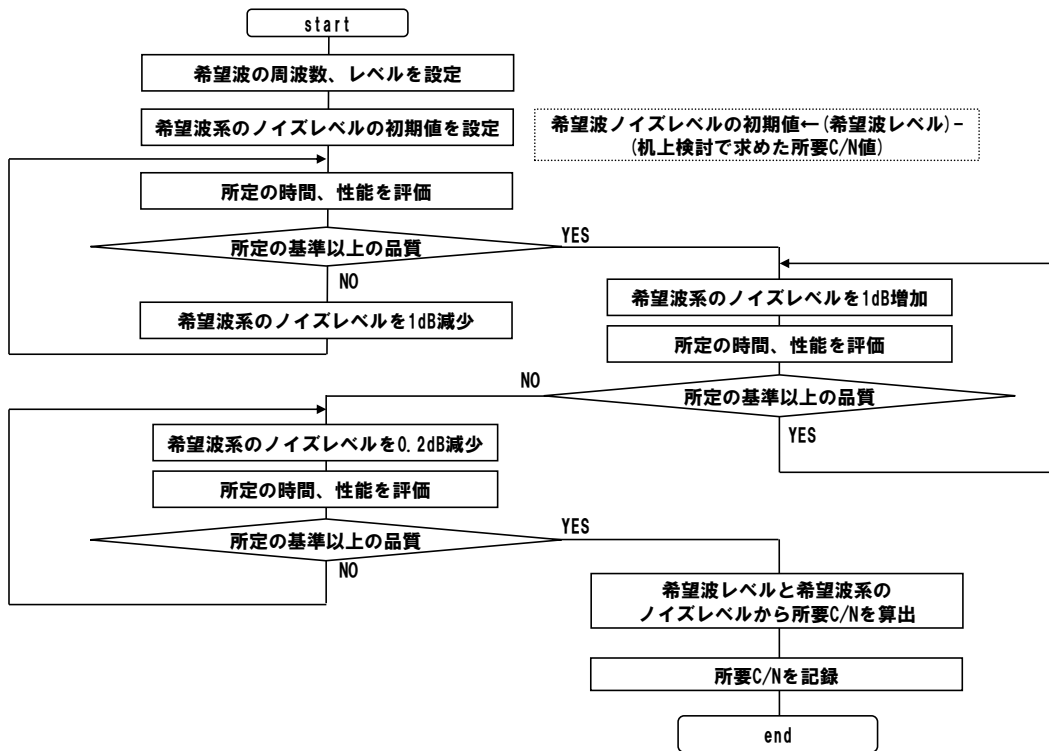 start
希望波の周波数、レベルを設定
希望波系のノイズレベルの初期値を設定
希望波ノイズレベルの初期値←(希望波レベル)-
(机上検討で求めた所要C/N値)
所定の時間、性能を評価
所定の基準以上の品質
YES
NO
希望波系のノイズレベルを1dB減少
希望波系のノイズレベルを1dB増加
所定の時間、性能を評価
所定の基準以上の品質
NO
YES
希望波系のノイズレベルを0.2dB減少
所定の時間、性能を評価
所定の基準以上の品質
YES
NO
希望波レベルと希望波系の
ノイズレベルから所要C/Nを算出
所要C/Nを記録
end